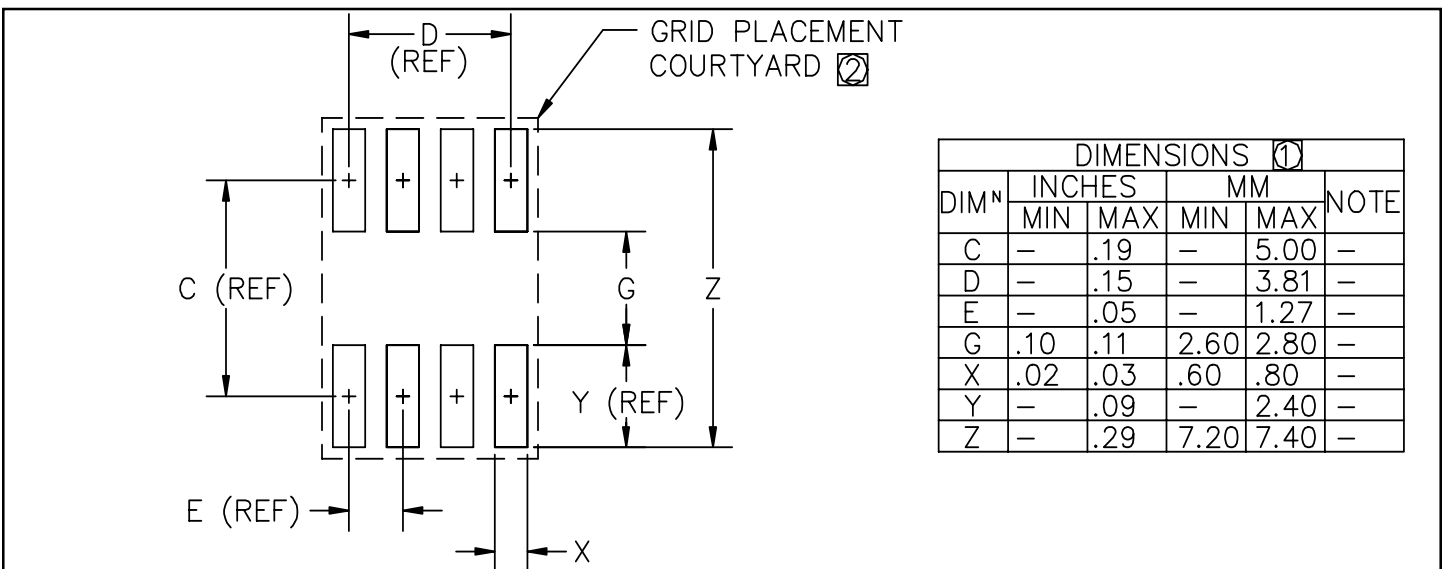 D
(REF)
GRID PLACEMENT
COURTYARD 2
C (REF)
G
Z
Y (REF)
E (REF)
X
DIMENSIONS 1
DIMᴺ INCHES MM NOTE
MIN MAX MIN MAX
C – .19 – 5.00 –
D – .15 – 3.81 –
E – .05 – 1.27 –
G .10 .11 2.60 2.80 –
X .02 .03 .60 .80 –
Y – .09 – 2.40 –
Z – .29 7.20 7.40 –